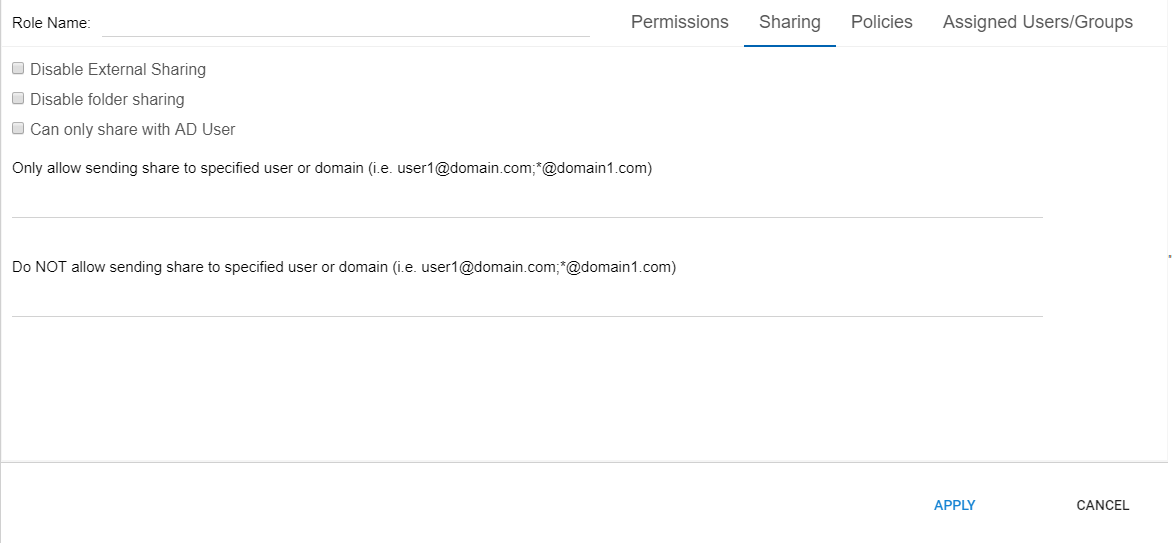 Role Name: Permissions Sharing Policies Assigned Users/Groups
Disable External Sharing
Disable folder sharing
Can only share with AD User
Only allow sending share to specified user or domain (i.e. user1@domain.com;*@domain1.com)
Do NOT allow sending share to specified user or domain (i.e. user1@domain.com;*@domain1.com)
APPLY CANCEL